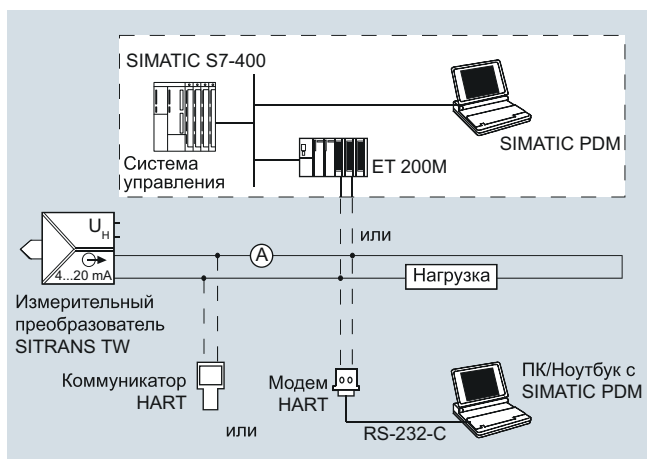 SIMATIC S7-400
SIMATIC PDM
Система
управления
ET 200M
или
U_H
4...20 mA
A
Нагрузка
Измерительный
преобразователь
SITRANS TW
Коммуникатор
HART
или
Модем
HART
RS-232-C
ПК/Ноутбук с
SIMATIC PDM